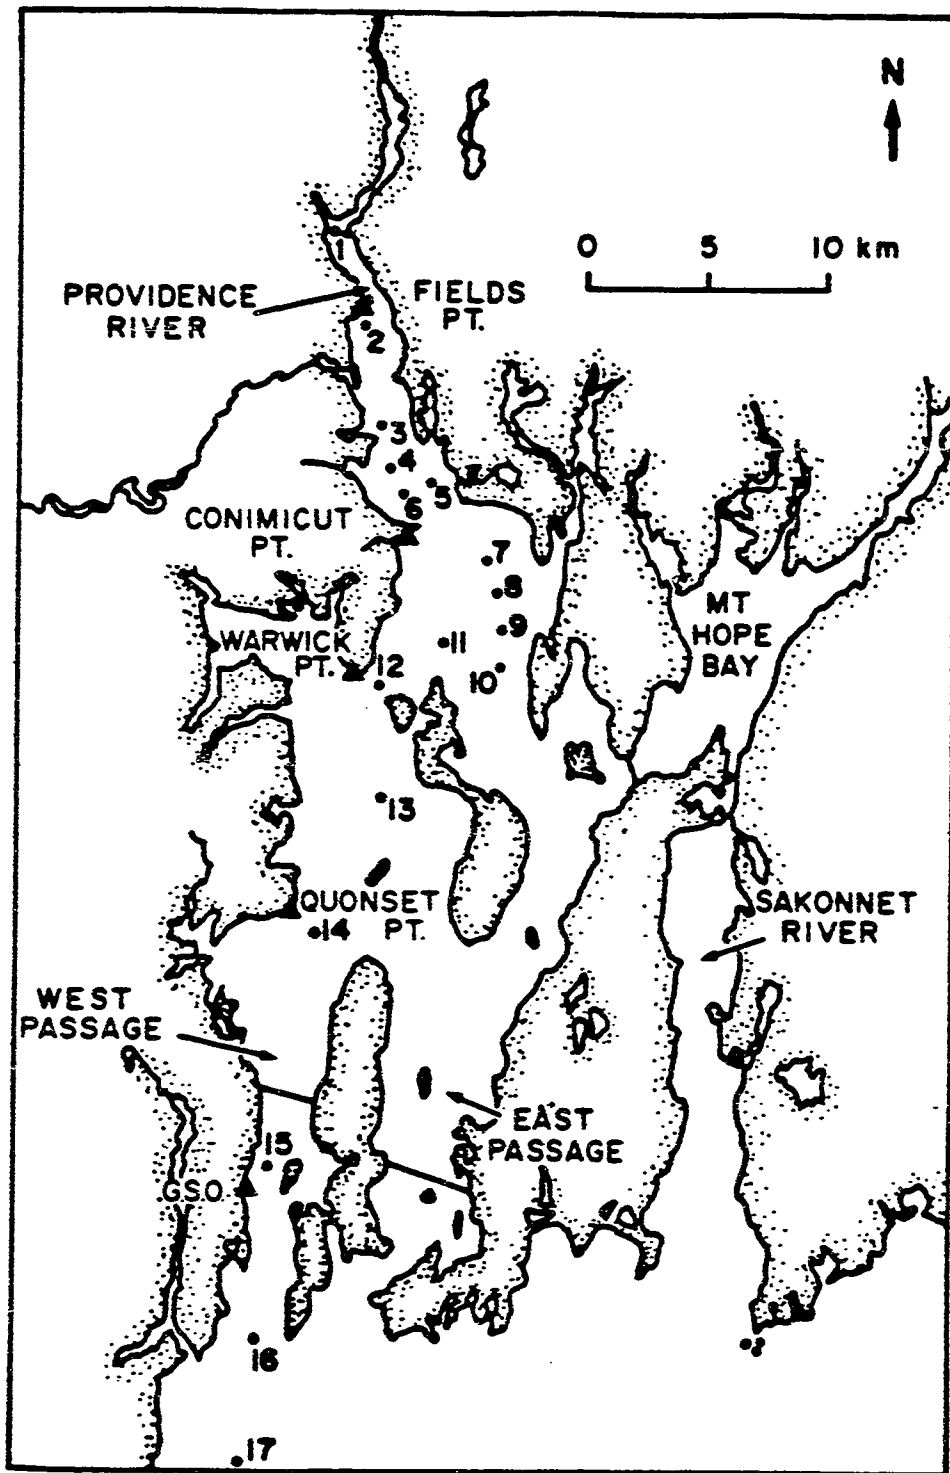 N
0 5 10 km
1
PROVIDENCE
RIVER
FIELDS
PT.
2
3
4
5
6
CONIMICUT
PT.
7
8
9
MT
HOPE
BAY
WARWICK
PT.
11
12
10
13
QUONSET
PT.
14
SAKONNET
RIVER
WEST
PASSAGE
EAST
PASSAGE
15
G.S.O.
16
17